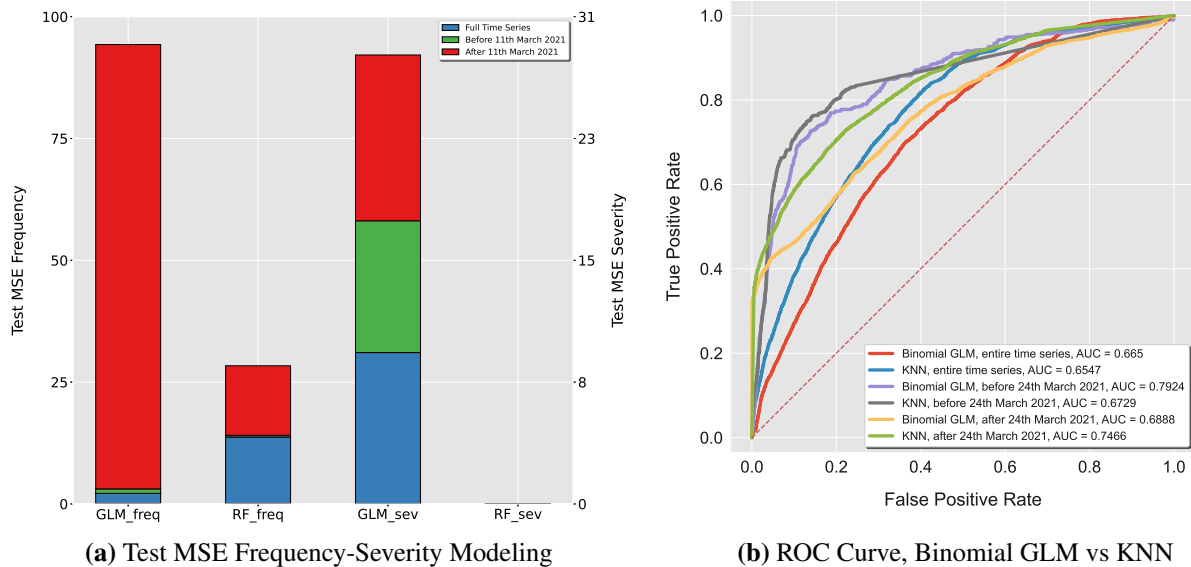 100
75
50
25
0
Test MSE Frequency
GLM_freq
RF_freq
GLM_sev
RF_sev
31
23
15
8
0
Test MSE Severity
Full Time Series
Before 11th March 2021
After 11th March 2021
(a) Test MSE Frequency-Severity Modeling
1.0
0.8
0.6
0.4
0.2
0.0
True Positive Rate
0.0
0.2
0.4
0.6
0.8
1.0
False Positive Rate
Binomial GLM, entire time series, AUC = 0.665
KNN, entire time series, AUC = 0.6547
Binomial GLM, before 24th March 2021, AUC = 0.7924
KNN, before 24th March 2021, AUC = 0.6729
Binomial GLM, after 24th March 2021, AUC = 0.6888
KNN, after 24th March 2021, AUC = 0.7466
(b) ROC Curve, Binomial GLM vs KNN